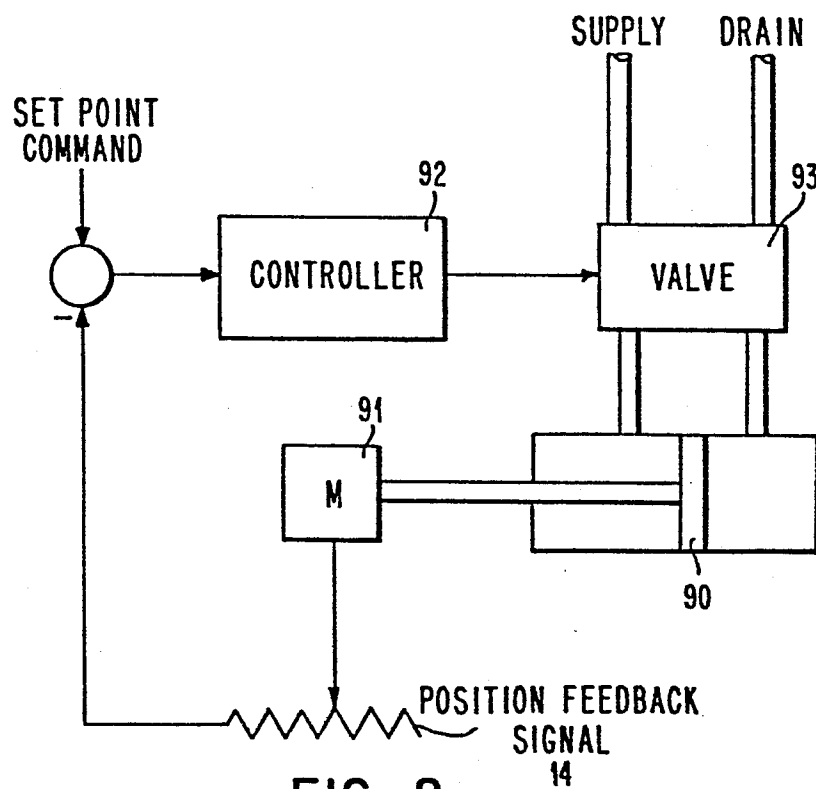 SUPPLY DRAIN
SET POINT
COMMAND
92
93
CONTROLLER
VALVE
-
91
M
90
POSITION FEEDBACK
SIGNAL
14